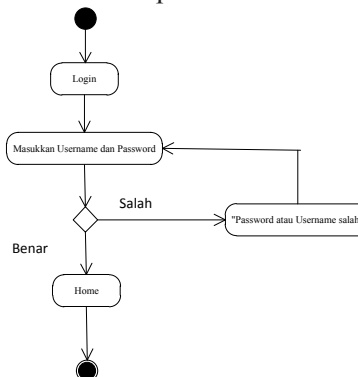 Login
Masukkan Username dan Password
Salah
"Password atau Username salah
Benar
Home